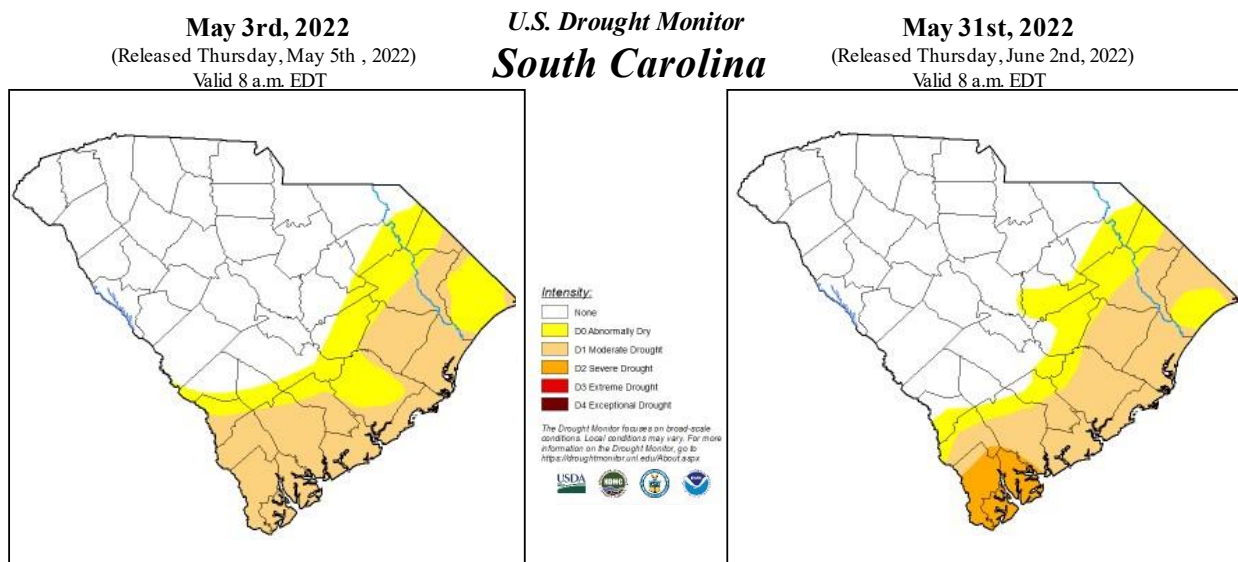 May 3rd, 2022
(Released Thursday, May 5th , 2022)
Valid 8 a.m. EDT
U.S. Drought Monitor
South Carolina
May 31st, 2022
(Released Thursday, June 2nd, 2022)
Valid 8 a.m. EDT
Intensity:
None
D0 Abnormally Dry
D1 Moderate Drought
D2 Severe Drought
D3 Extreme Drought
D4 Exceptional Drought
The Drought Monitor focuses on broad-scale
conditions. Local conditions may vary. For more
information on the Drought Monitor, go to
https://droughtmonitor.unl.edu/About.aspx
USDA
NDMC